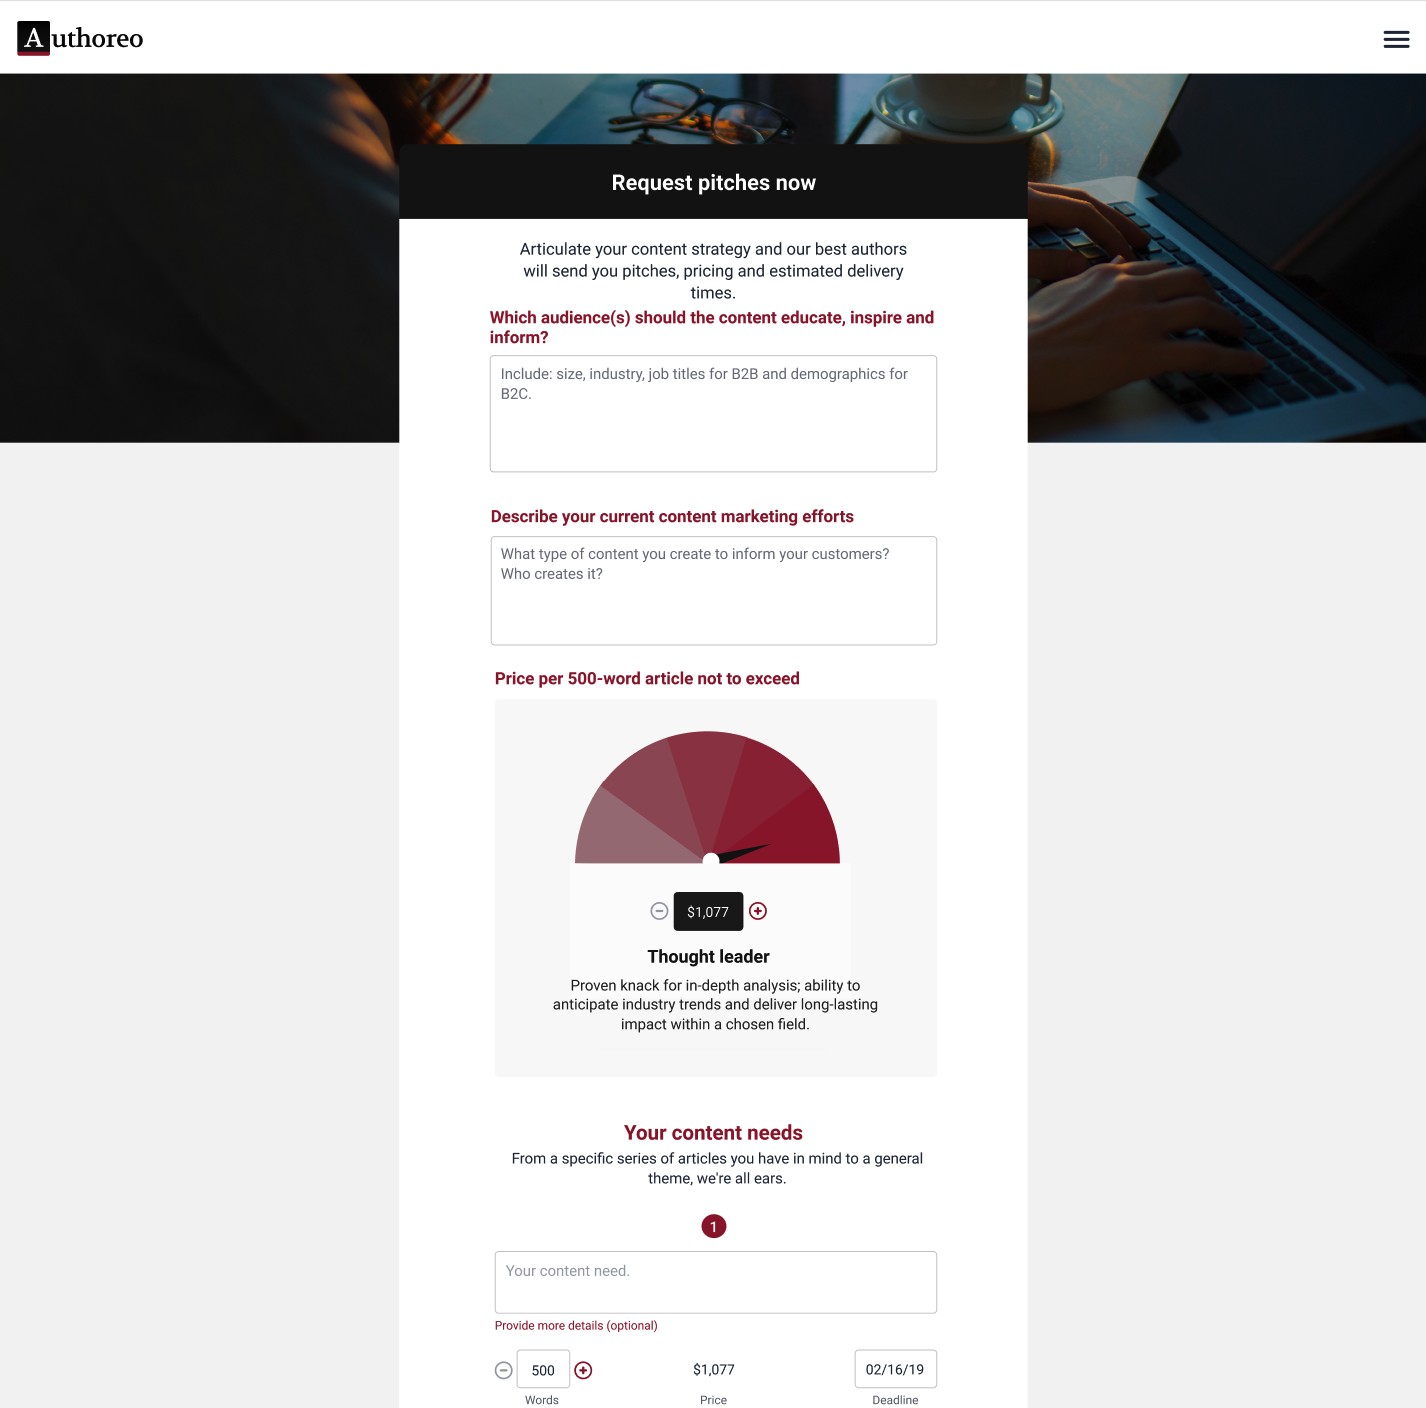 Authoreo
Request pitches now
Articulate your content strategy and our best authors
will send you pitches, pricing and estimated delivery
times.
Which audience(s) should the content educate, inspire and
inform?
Include: size, industry, job titles for B2B and demographics for
B2C.
Describe your current content marketing efforts
What type of content you create to inform your customers?
Who creates it?
Price per 500-word article not to exceed
$1,077
Thought leader
Proven knack for in-depth analysis; ability to
anticipate industry trends and deliver long-lasting
impact within a chosen field.
Your content needs
From a specific series of articles you have in mind to a general
theme, we're all ears.
1
Your content need.
Provide more details (optional)
500 $1,077 02/16/19
Words Price Deadline